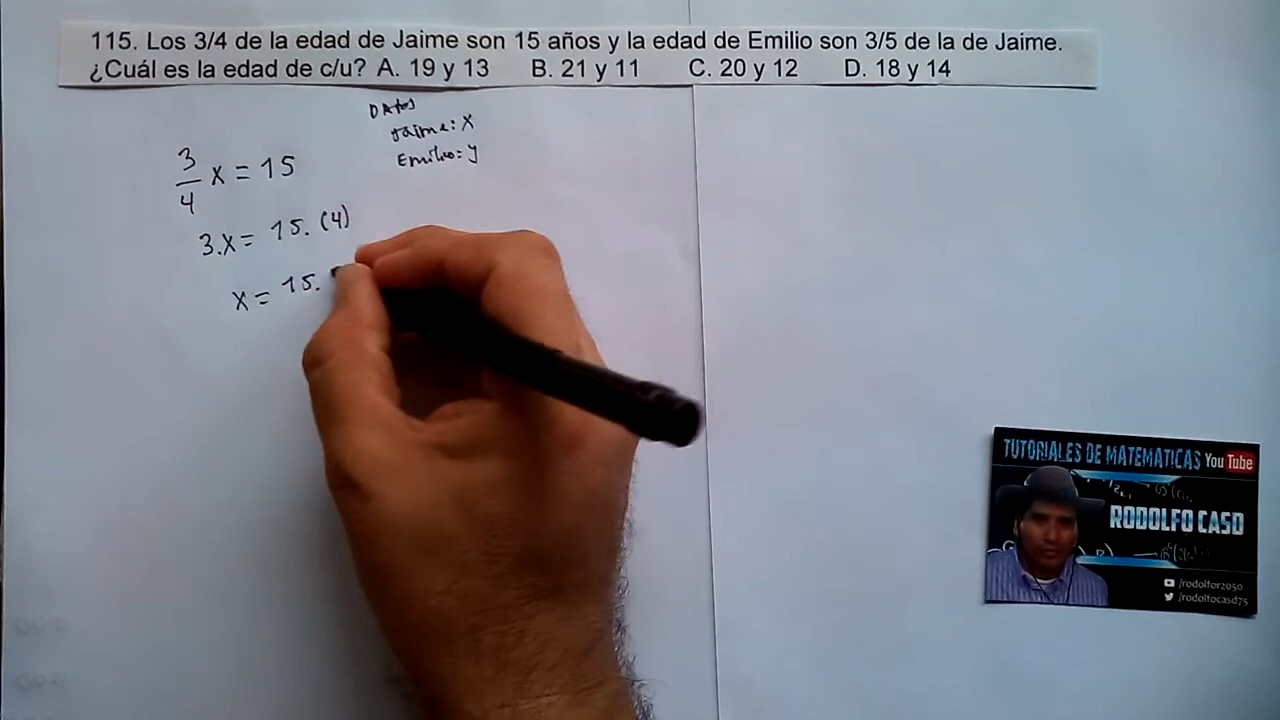 115. Los 3/4 de la edad de Jaime son 15 años y la edad de Emilio son 3/5 de la de Jaime.
¿Cuál es la edad de c/u? A. 19 y 13 B. 21 y 11 C. 20 y 12 D. 18 y 14
DAtos
Jaime: X
Emilio: y
3/4 x = 15
3.x = 15. (4)
x = 15.
TUTORIALES DE MATEMATICAS YouTube
RODOLFO CASO
/rodolfor2050
/rodolfocasd75